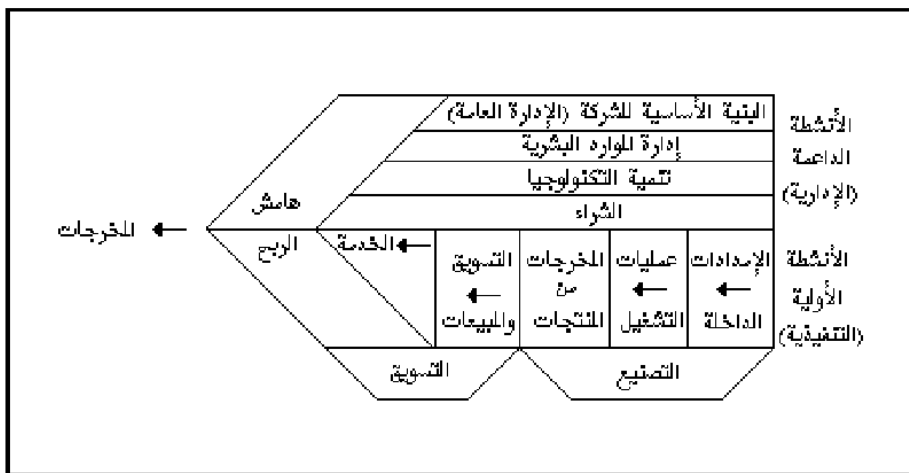 البنية الأساسية للشركة (الإدارة العامة)
إدارة الموارد البشرية
تنمية التكنولوجيا
الشراء
الأنشطة
الداعمة
(الإدارية)
هامش
الربح
المخرجات
الأنشطة
الأولية
(التنفيذية)
الإمدادات
الداخلة
عمليات
التشغيل
المخرجات
من
المنتجات
التسويق
والمبيعات
الخدمة
التصنيع
التسويق